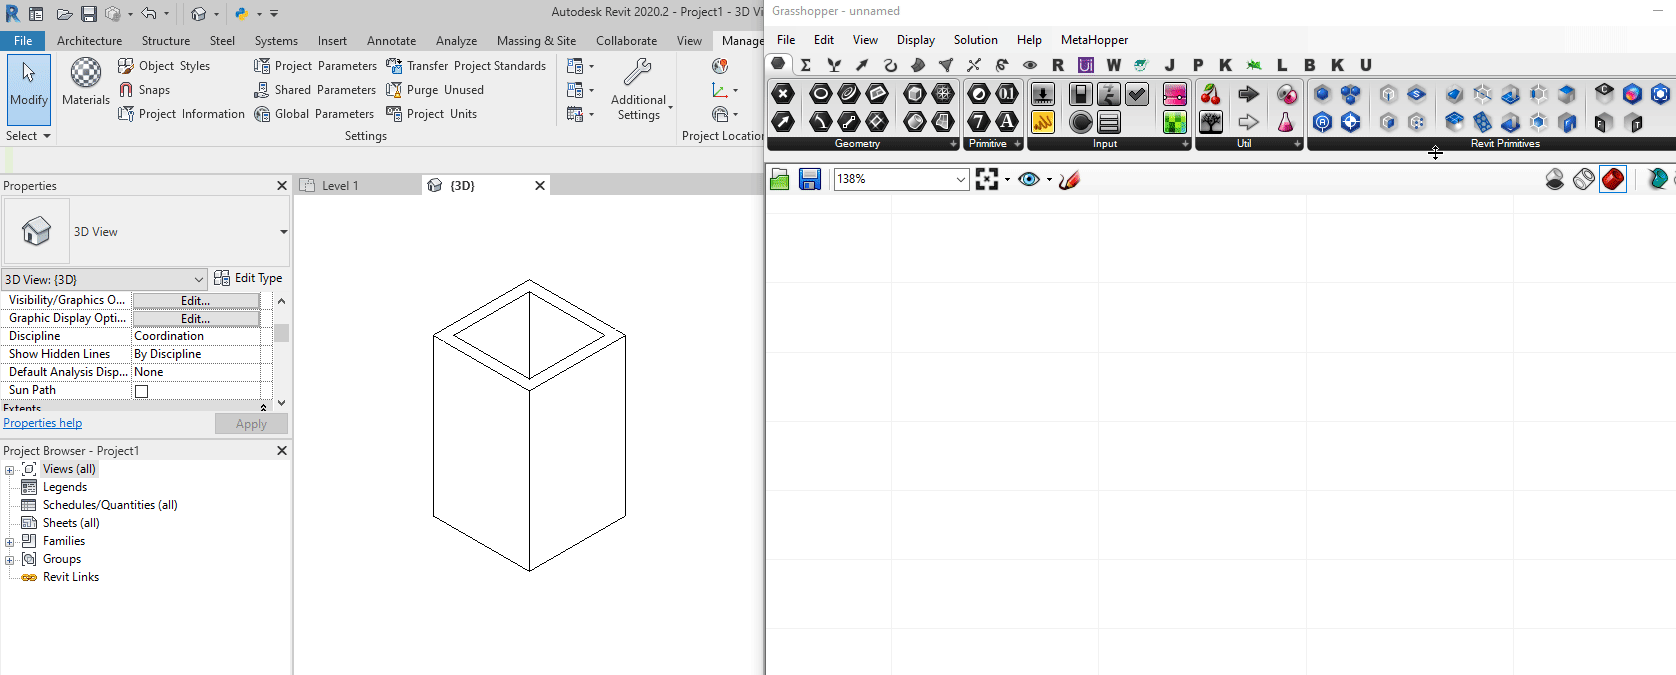 Autodesk Revit 2020.2 - Project1 - 3D Vi
File Architecture Structure Steel Systems Insert Annotate Analyze Massing & Site Collaborate View Manage
Modify
Materials
Object Styles
Snaps
Project Information
Project Parameters
Shared Parameters
Global Parameters
Transfer Project Standards
Purge Unused
Project Units
Additional
Settings
Select
Settings
Project Location
Properties
3D View
3D View: {3D}
Edit Type
Visibility/Graphics O... Edit...
Graphic Display Opti... Edit...
Discipline Coordination
Show Hidden Lines By Discipline
Default Analysis Disp... None
Sun Path
Extents
Properties help
Apply
Project Browser - Project1
Views (all)
Legends
Schedules/Quantities (all)
Sheets (all)
Families
Groups
Revit Links
Level 1
{3D}
Grasshopper - unnamed
File Edit View Display Solution Help MetaHopper
R W J P K L B K U
Geometry
Primitive
Input
Util
Revit Primitives
138%